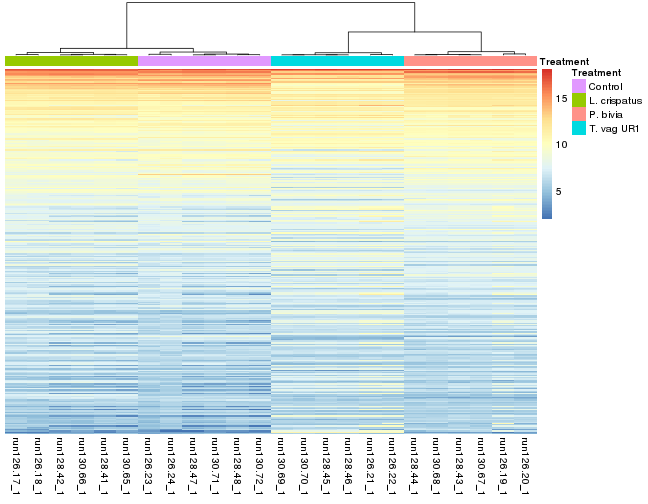 Treatment
Treatment
Control
L. crispatus
P. bivia
T. vag UR1
15
10
5
run126.17_1
run126.18_1
run128.42_1
run130.66_1
run128.41_1
run130.65_1
run126.23_1
run126.24_1
run128.47_1
run130.71_1
run128.48_1
run130.72_1
run130.69_1
run130.70_1
run128.45_1
run128.46_1
run126.21_1
run126.22_1
run128.44_1
run130.68_1
run128.43_1
run130.67_1
run126.19_1
run126.20_1